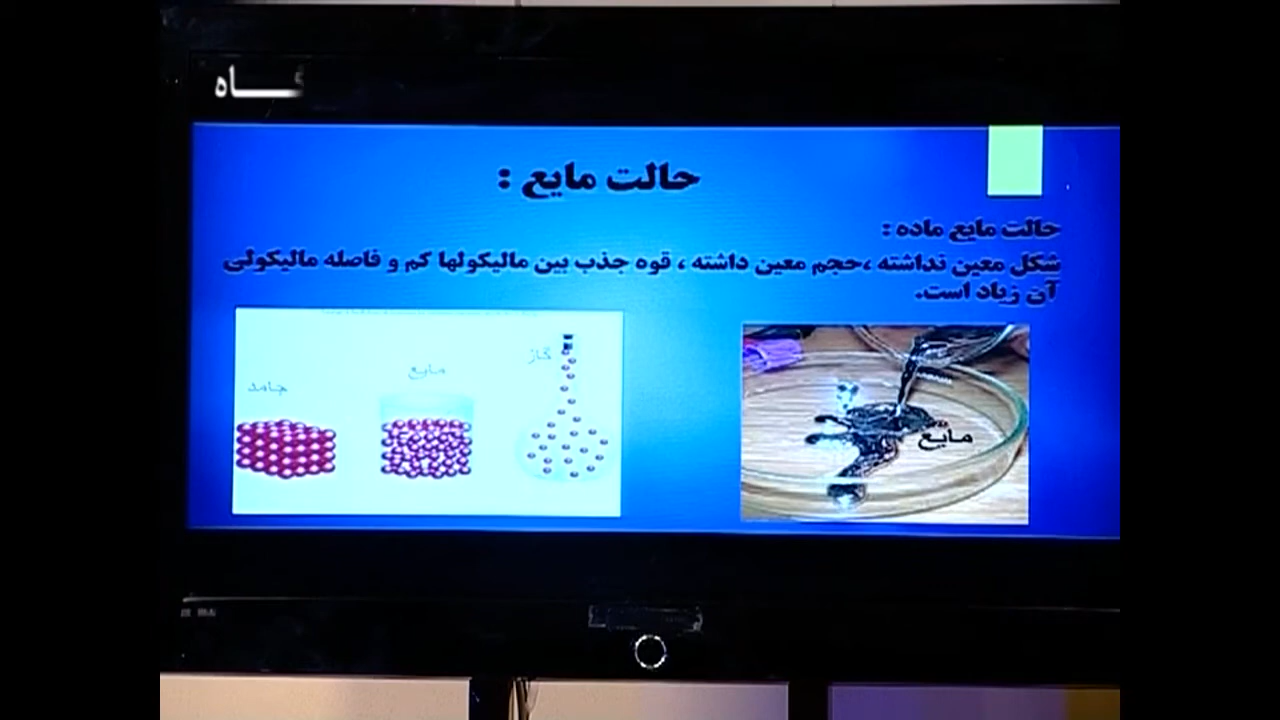 حالت مایع :
حالت مایع ماده :
شکل معین نداشته ،حجم معین داشته ، قوه جذب بین مالیکولها کم و فاصله مالیکولی
آن زیاد است.
گاز
مایع
جامد
مایع